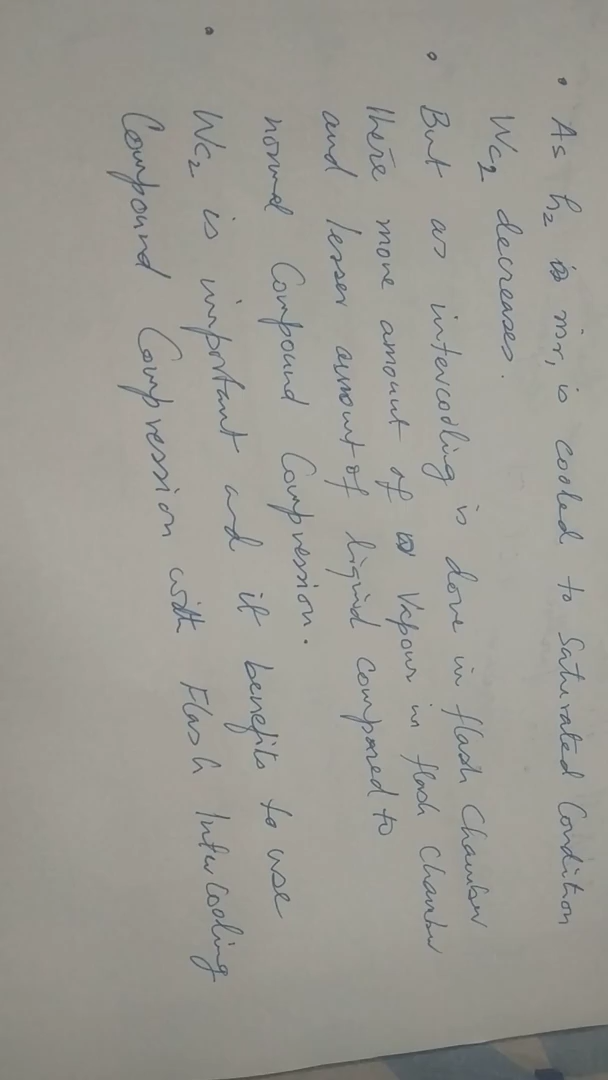 • As h₂ is ṁr₁ is cooled to Saturated Condition
Wc₂ decreases.
• But as intercooling is done in flash Chamber
there more amount of Vapour in flash Chamber
and lesser amount of liquid compared to
normal Compound Compression.
• Wc₂ is important and it benefits to use
Compound Compression with Flash InterCooling